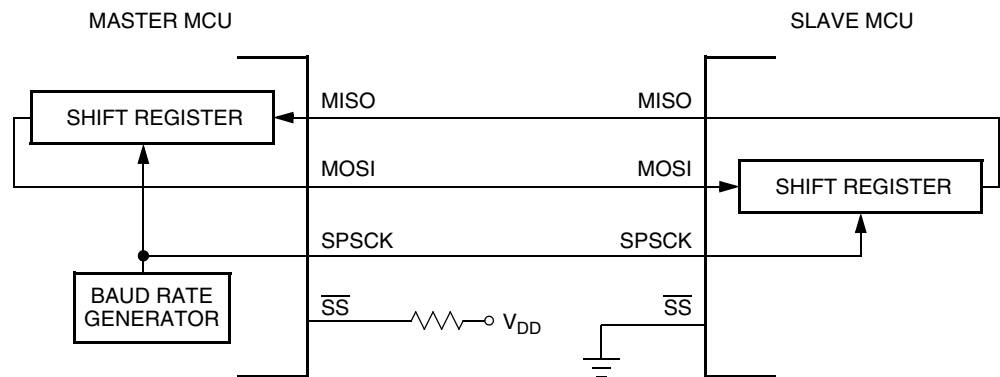 MASTER MCU
SLAVE MCU
SHIFT REGISTER
MISO
MISO
MOSI
MOSI
SHIFT REGISTER
SPSCK
SPSCK
BAUD RATE
GENERATOR
SS
VDD
SS